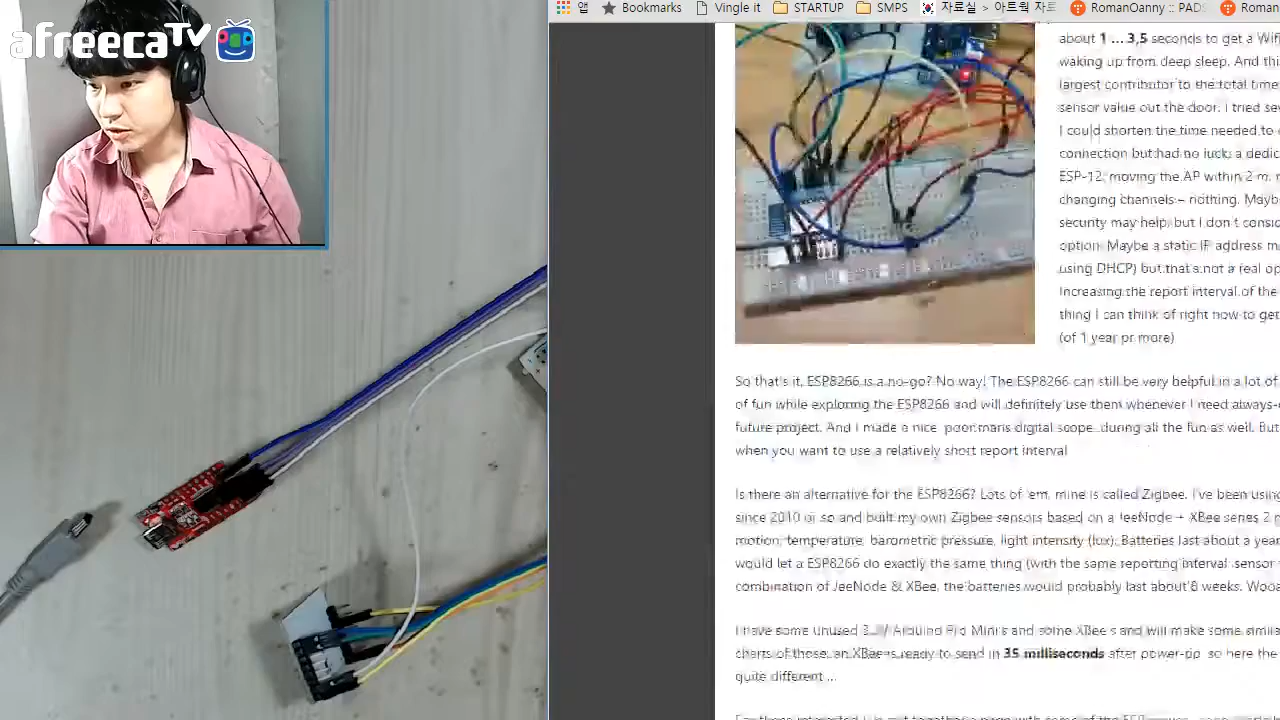 afreecaTV
Bookmarks
Vingle it
STARTUP
SMPS
자료실 > 아트웍 자료
RomanOanny :: PADS
about 1 ... 3,5 seconds to get a Wifi
waking up from deep sleep. And this
largest contributor to the total time
sensor value out the door. I tried se
I could shorten the time needed to
connection but had no luck; a dedic
ESP-12, moving the AP within 2 m.
changing channels - nothing. Mayb
security may help, but I don't consid
option. Maybe a static IF address m
using DHCP) but that's not a real op
Increasing the report interval of the
thing I can think of right now to get
(of 1 year pr more)
So that's it, ESP8266 is a no-go? No way! The ESP8266 can still be very helpful in a lot of
of fun while exploring the ESP8266 and will definitely use them whenever I need always-
future project. And I made a nice poor mans digital scope during all the fun as well. But
when you want to use a relatively short report interval
Is there an alternative for the ESP8266? Lots of 'em, mine is called Zigbee. I've been using
since 2010 or so and built my own Zigbee sensors based on a JeeNode + XBee series 2
motion, temperature, barometric pressure, light intensity (lux). Batteries last about a year
would let a ESP8266 do exactly the same thing (with the same reporting interval, sensor
combination of JeeNode & XBee, the batteries would probably last about 3 weeks.
I have some unused Arduino Pro Mini's and some XBee's and will make some simila
charts of those; an XBee is ready to send in 35 milliseconds after power-up, so here the
quite different ...